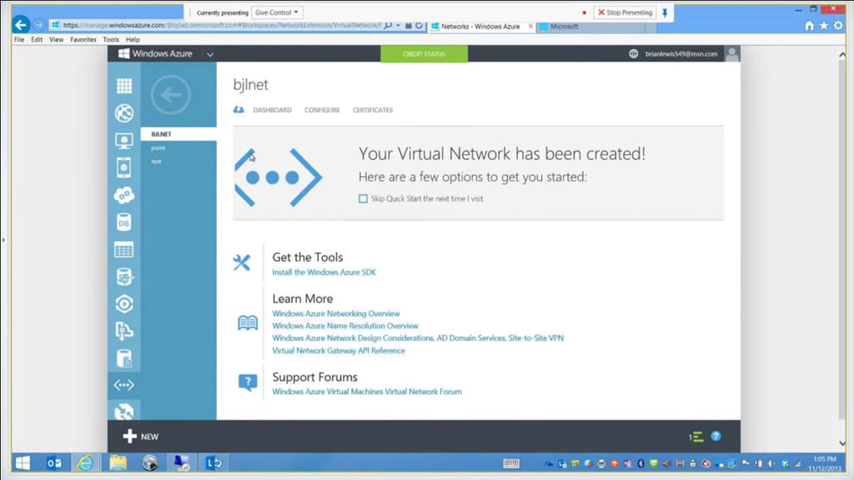 Currently presenting
Give Control
Stop Presenting
Networks - Windows Azure
Microsoft
File Edit View Favorites Tools Help
Windows Azure
CREDIT STATUS
brianlewis549@msn.com
bjlnet
DASHBOARD CONFIGURE CERTIFICATES
BJLNET
point
test
Your Virtual Network has been created!
Here are a few options to get you started:
Skip Quick Start the next time I visit
Get the Tools
Install the Windows Azure SDK
Learn More
Windows Azure Networking Overview
Windows Azure Name Resolution Overview
Windows Azure Network Design Considerations, AD Domain Services, Site-to-Site VPN
Virtual Network Gateway API Reference
Support Forums
Windows Azure Virtual Machines Virtual Network Forum
DB
NEW
1
1:05 PM
11/12/2013